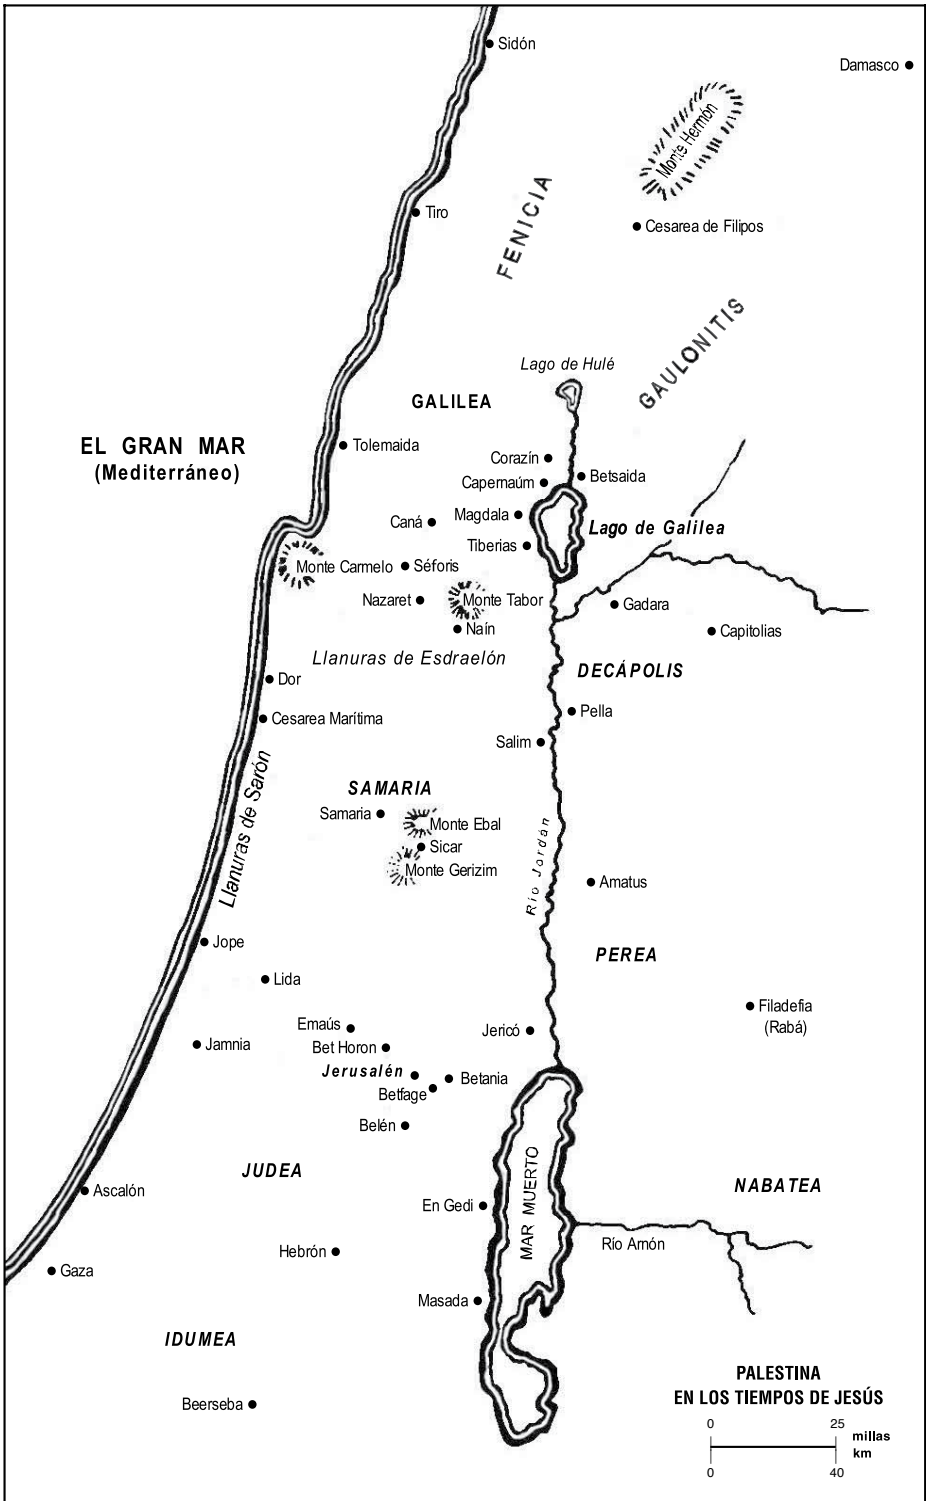 Sidón
Damasco
Monte Hermón
Tiro
FENICIA
Cesarea de Filipos
GAULONITIS
Lago de Hulé
GALILEA
EL GRAN MAR
(Mediterráneo)
Tolemaida
Corazín
Capernaúm
Betsaida
Magdala
Caná
Lago de Galilea
Tiberias
Monte Carmelo
Séforis
Nazaret
Monte Tabor
Gadara
Naín
Capitolias
Llanuras de Esdraelón
DECÁPOLIS
Dor
Cesarea Marítima
Pella
Salim
Llanuras de Sarón
SAMARIA
Samaria
Monte Ebal
Sicar
Monte Gerizim
Río Jordán
Amatus
Jope
PEREA
Lida
Filadefia
(Rabá)
Emaús
Jericó
Jamnia
Bet Horon
Jerusalén
Betania
Betfage
Belén
JUDEA
MAR MUERTO
NABATEA
Ascalón
En Gedi
Río Arnón
Hebrón
Gaza
Masada
IDUMEA
Beerseba
PALESTINA
EN LOS TIEMPOS DE JESÚS
0 25
millas
km
0 40